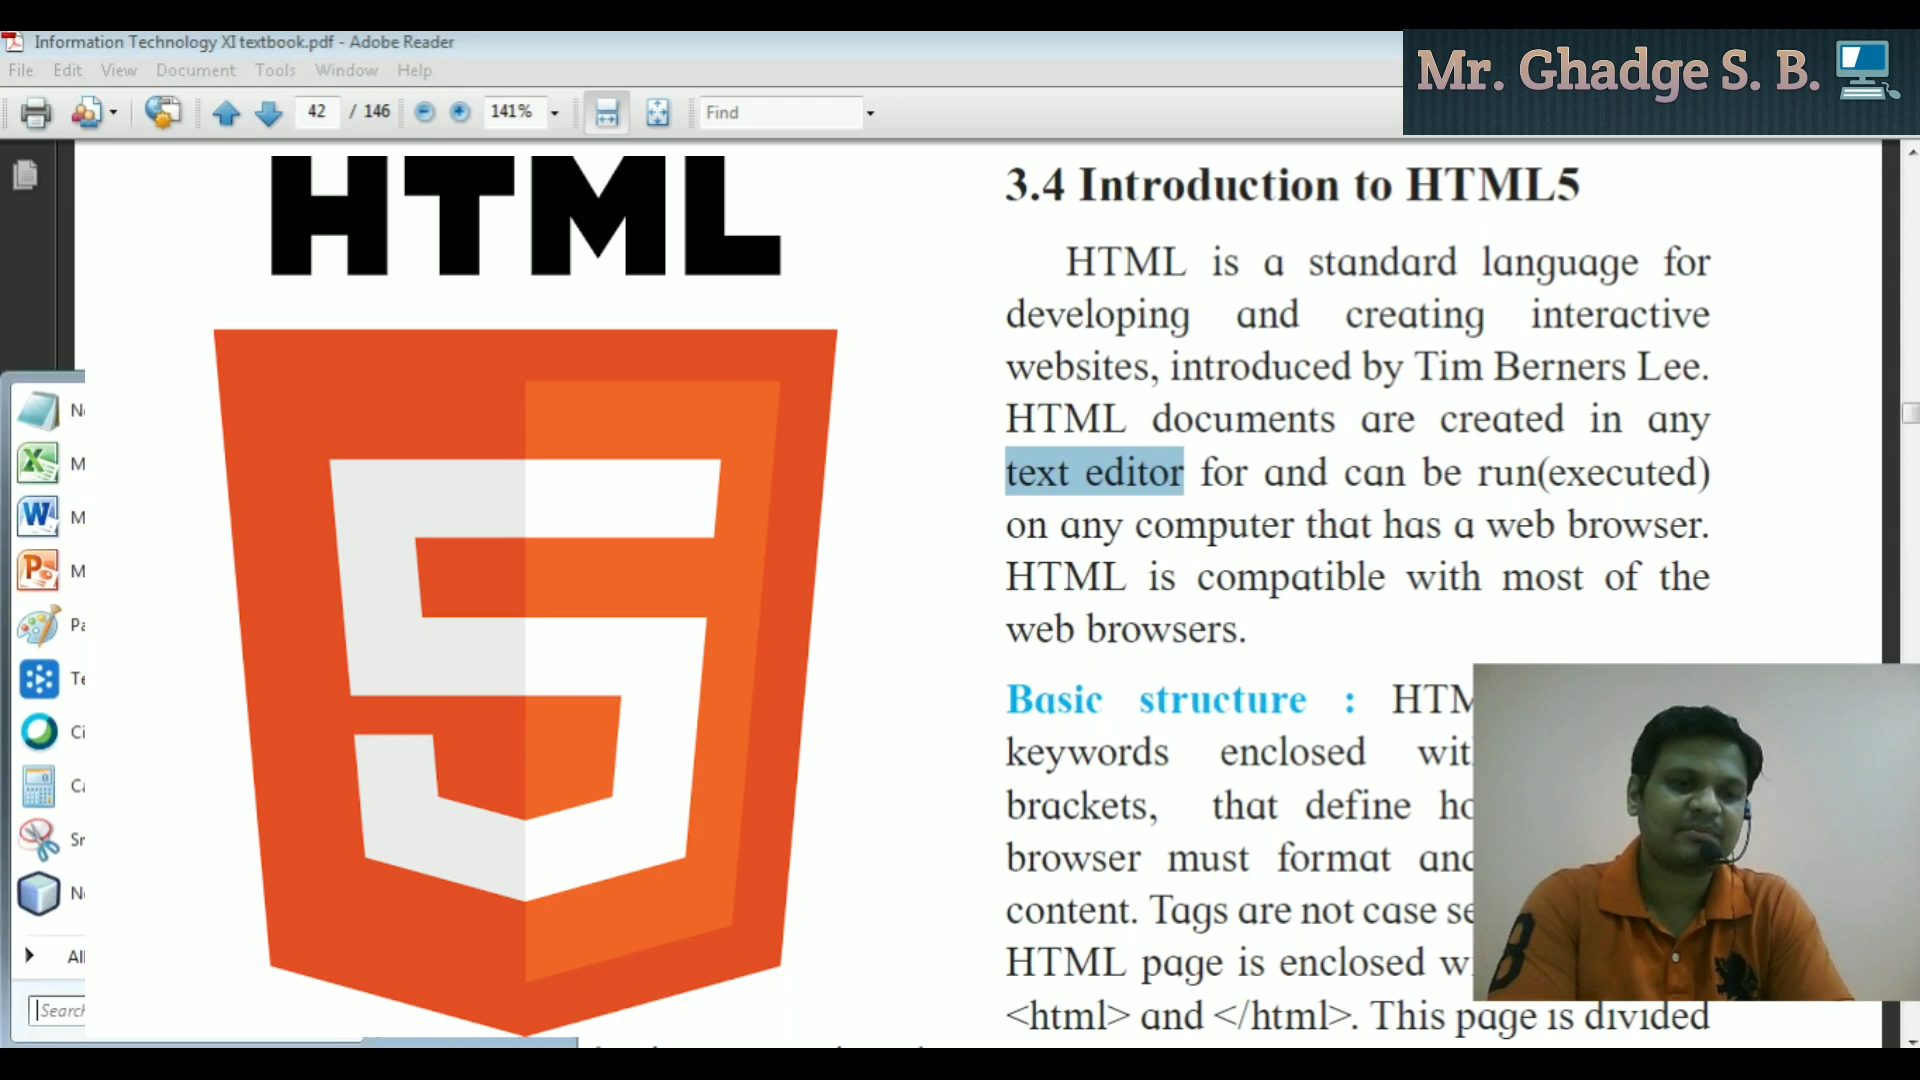 Information Technology XI textbook.pdf - Adobe Reader
File Edit View Document Tools Window Help
Mr. Ghadge S. B.
42 / 146 141% Find
HTML
5
3.4 Introduction to HTML5
HTML is a standard language for
developing and creating interactive
websites, introduced by Tim Berners Lee.
HTML documents are created in any
text editor for and can be run(executed)
on any computer that has a web browser.
HTML is compatible with most of the
web browsers.
Basic structure :
keywords enclosed
brackets, that define
browser must format
content. Tags are not case
HTML page is enclosed
<html> and </html>. This page is divided
Search